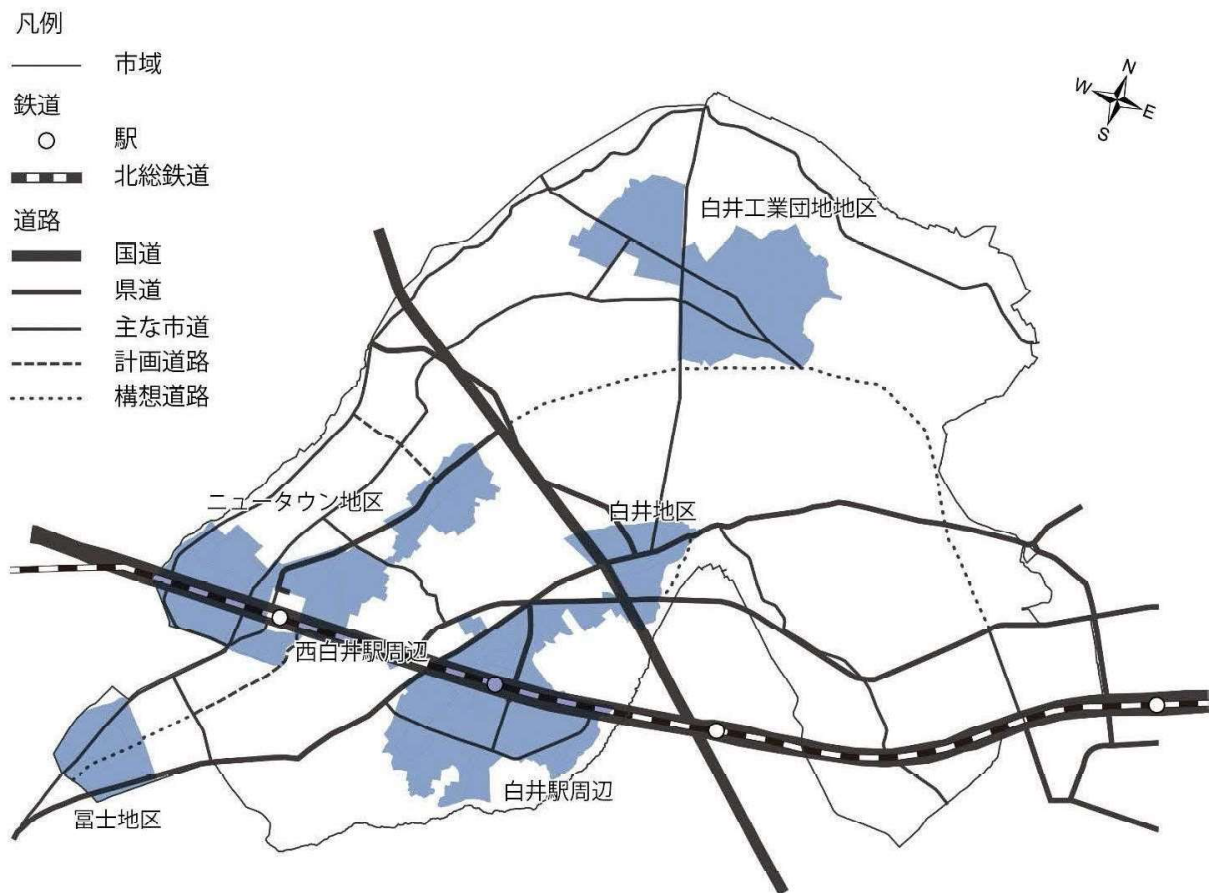 凡例
市域
鉄道
駅
北総鉄道
道路
国道
県道
主な市道
計画道路
構想道路
N
W
E
S
白井工業団地地区
ニュータウン地区
白井地区
西白井駅周辺
白井駅周辺
冨士地区